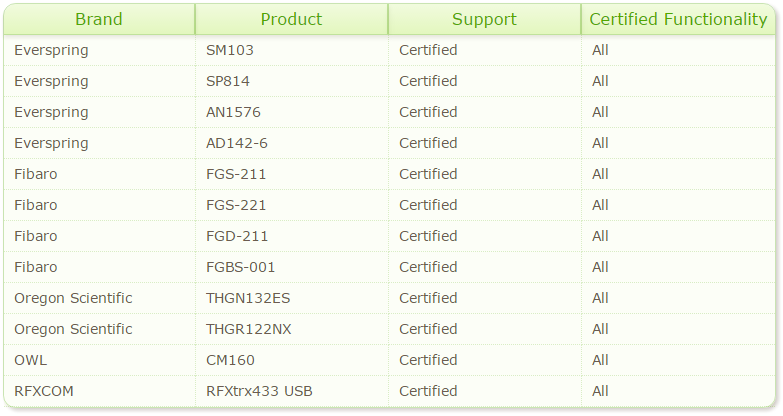 Brand Product Support Certified Functionality
Everspring SM103 Certified All
Everspring SP814 Certified All
Everspring AN1576 Certified All
Everspring AD142-6 Certified All
Fibaro FGS-211 Certified All
Fibaro FGS-221 Certified All
Fibaro FGD-211 Certified All
Fibaro FGBS-001 Certified All
Oregon Scientific THGN132ES Certified All
Oregon Scientific THGR122NX Certified All
OWL CM160 Certified All
RFXCOM RFXtrx433 USB Certified All